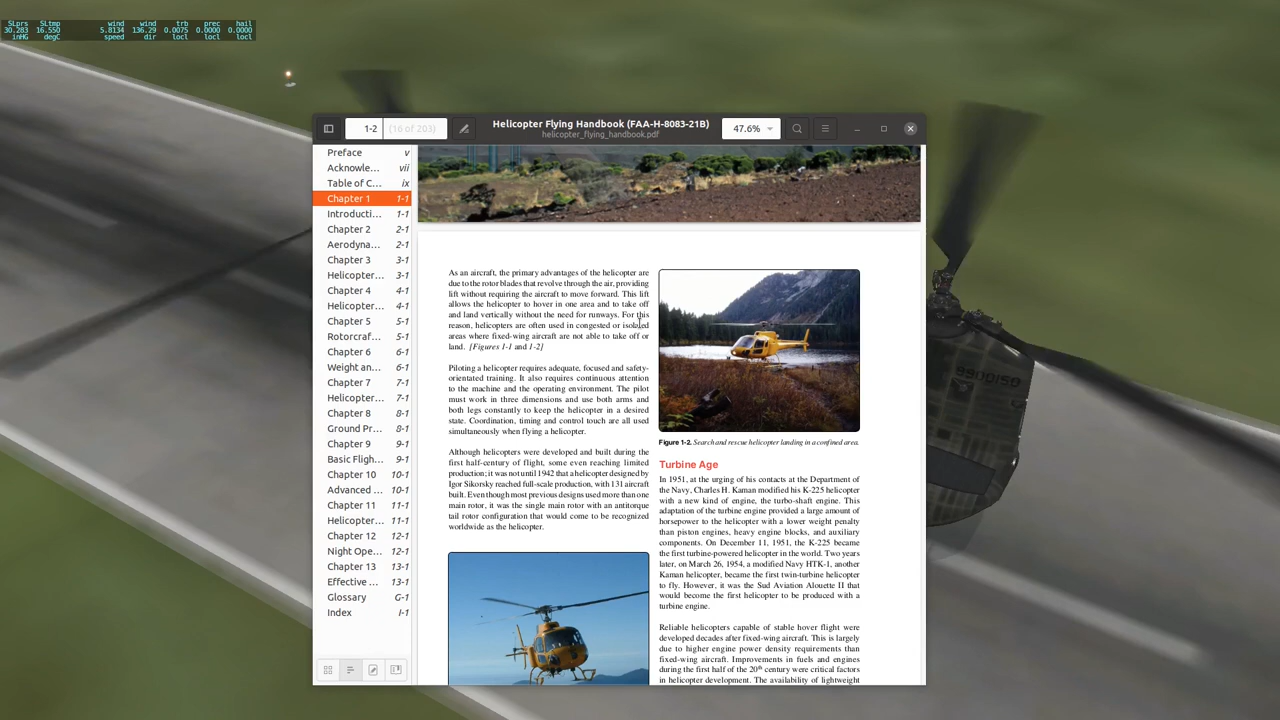 SLprs SLtmp wind wind trb prec hail
30.283 16.550 5.8134 136.29 0.0075 0.0000 0.0000
inHG degC speed dir locl locl locl
1-2 (16 of 203)
Helicopter Flying Handbook (FAA-H-8083-21B)
helicopter_flying_handbook.pdf
47.6%
Preface v
Acknowle... vii
Table of C... ix
Chapter 1 1-1
Introducti... 1-1
Chapter 2 2-1
Aerodyna... 2-1
Chapter 3 3-1
Helicopter... 3-1
Chapter 4 4-1
Helicopter... 4-1
Chapter 5 5-1
Rotorcraf... 5-1
Chapter 6 6-1
Weight an... 6-1
Chapter 7 7-1
Helicopter... 7-1
Chapter 8 8-1
Ground Pr... 8-1
Chapter 9 9-1
Basic Fligh... 9-1
Chapter 10 10-1
Advanced ... 10-1
Chapter 11 11-1
Helicopter... 11-1
Chapter 12 12-1
Night Ope... 12-1
Chapter 13 13-1
Effective ... 13-1
Glossary G-1
Index I-1
As an aircraft, the primary advantages of the helicopter are
due to the rotor blades that revolve through the air, providing
lift without requiring the aircraft to move forward. This lift
allows the helicopter to hover in one area and to take off
and land vertically without the need for runways. For this
reason, helicopters are often used in congested or isolated
areas where fixed-wing aircraft are not able to take off or
land. [Figures 1-1 and 1-2]
Piloting a helicopter requires adequate, focused and safety-
orientated training. It also requires continuous attention
to the machine and the operating environment. The pilot
must work in three dimensions and use both arms and
both legs constantly to keep the helicopter in a desired
state. Coordination, timing and control touch are all used
simultaneously when flying a helicopter.
Although helicopters were developed and built during the
first half-century of flight, some even reaching limited
production; it was not until 1942 that a helicopter designed by
Igor Sikorsky reached full-scale production, with 131 aircraft
built. Even though most previous designs used more than one
main rotor, it was the single main rotor with an antitorque
tail rotor configuration that would come to be recognized
worldwide as the helicopter.
Figure 1-2. Search and rescue helicopter landing in a confined area.
Turbine Age
In 1951, at the urging of his contacts at the Department of
the Navy, Charles H. Kaman modified his K-225 helicopter
with a new kind of engine, the turbo-shaft engine. This
adaptation of the turbine engine provided a large amount of
horsepower to the helicopter with a lower weight penalty
than piston engines, heavy engine blocks, and auxiliary
components. On December 11, 1951, the K-225 became
the first turbine-powered helicopter in the world. Two years
later, on March 26, 1954, a modified Navy HTK-1, another
Kaman helicopter, became the first twin-turbine helicopter
to fly. However, it was the Sud Aviation Alouette II that
would become the first helicopter to be produced with a
turbine engine.
Reliable helicopters capable of stable hover flight were
developed decades after fixed-wing aircraft. This is largely
due to higher engine power density requirements than
fixed-wing aircraft. Improvements in fuels and engines
during the first half of the 20th century were critical factors
in helicopter development. The availability of lightweight